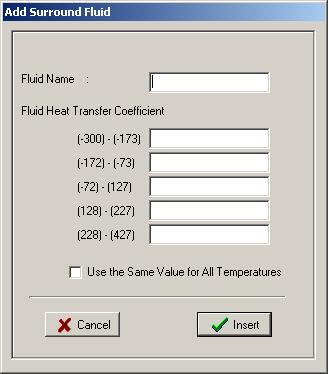 Add Surround Fluid
Fluid Name :
Fluid Heat Transfer Coefficient
(-300) - (-173)
(-172) - (-73)
(-72) - (127)
(128) - (227)
(228) - (427)
Use the Same Value for All Temperatures
Cancel Insert